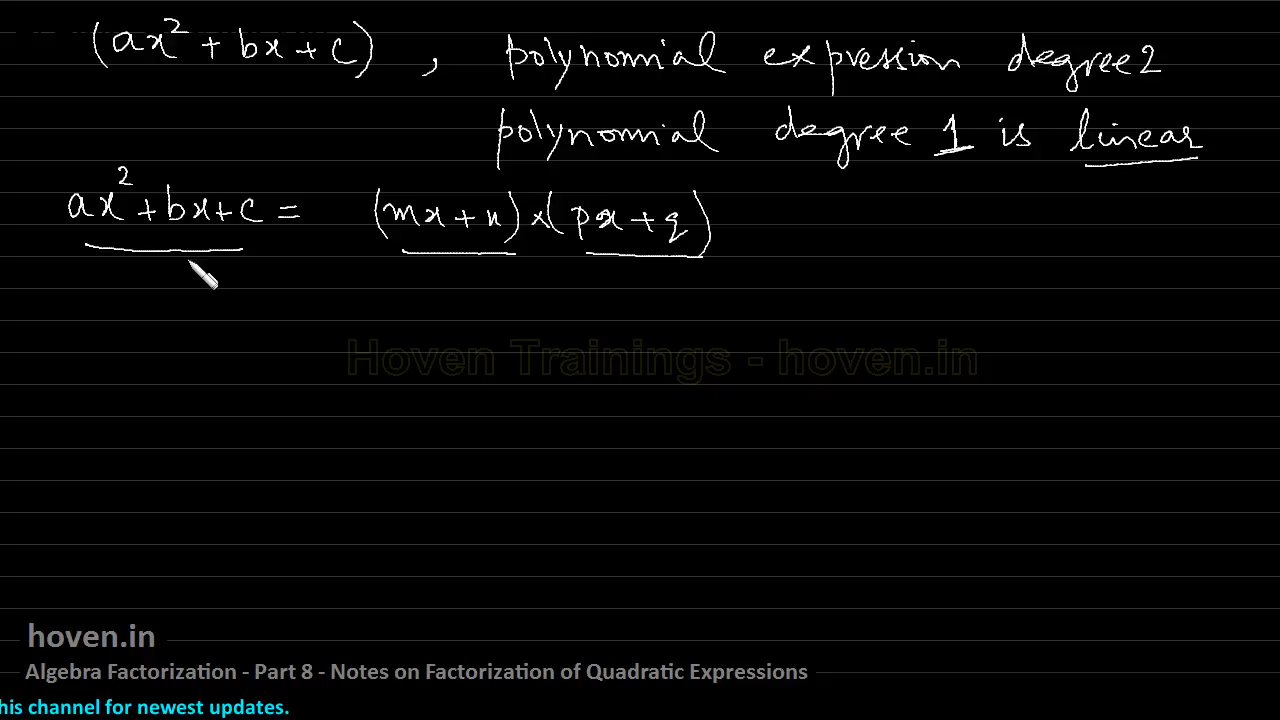 (ax² + bx + c) , polynomial expression degree 2
polynomial degree 1 is linear
ax² + bx + c = (mx + n) × (px + q)
Hoven Trainings - hoven.in
hoven.in
Algebra Factorization - Part 8 - Notes on Factorization of Quadratic Expressions
his channel for newest updates.